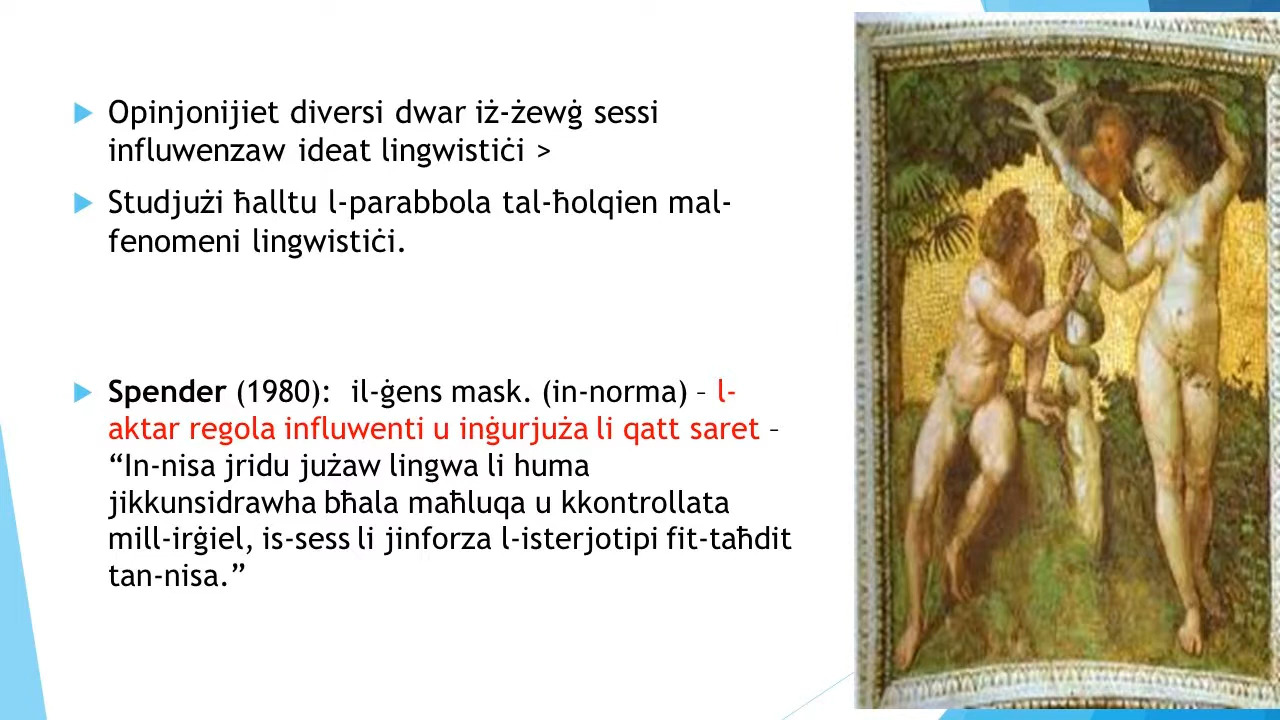 Opinjonijiet diversi dwar iż-żewġ sessi
influwenzaw ideat lingwistiċi >
Studjużi ħalltu l-parabbola tal-ħolqien mal-
fenomeni lingwistiċi.
Spender (1980):  il-ġens mask. (in-norma) – l-
aktar regola influwenti u inġurjuża li qatt saret –
“In-nisa jridu jużaw lingwa li huma
jikkunsidrawha bħala maħluqa u kkontrollata
mill-irġiel, is-sess li jinforza l-isterjotipi fit-taħdit
tan-nisa.”